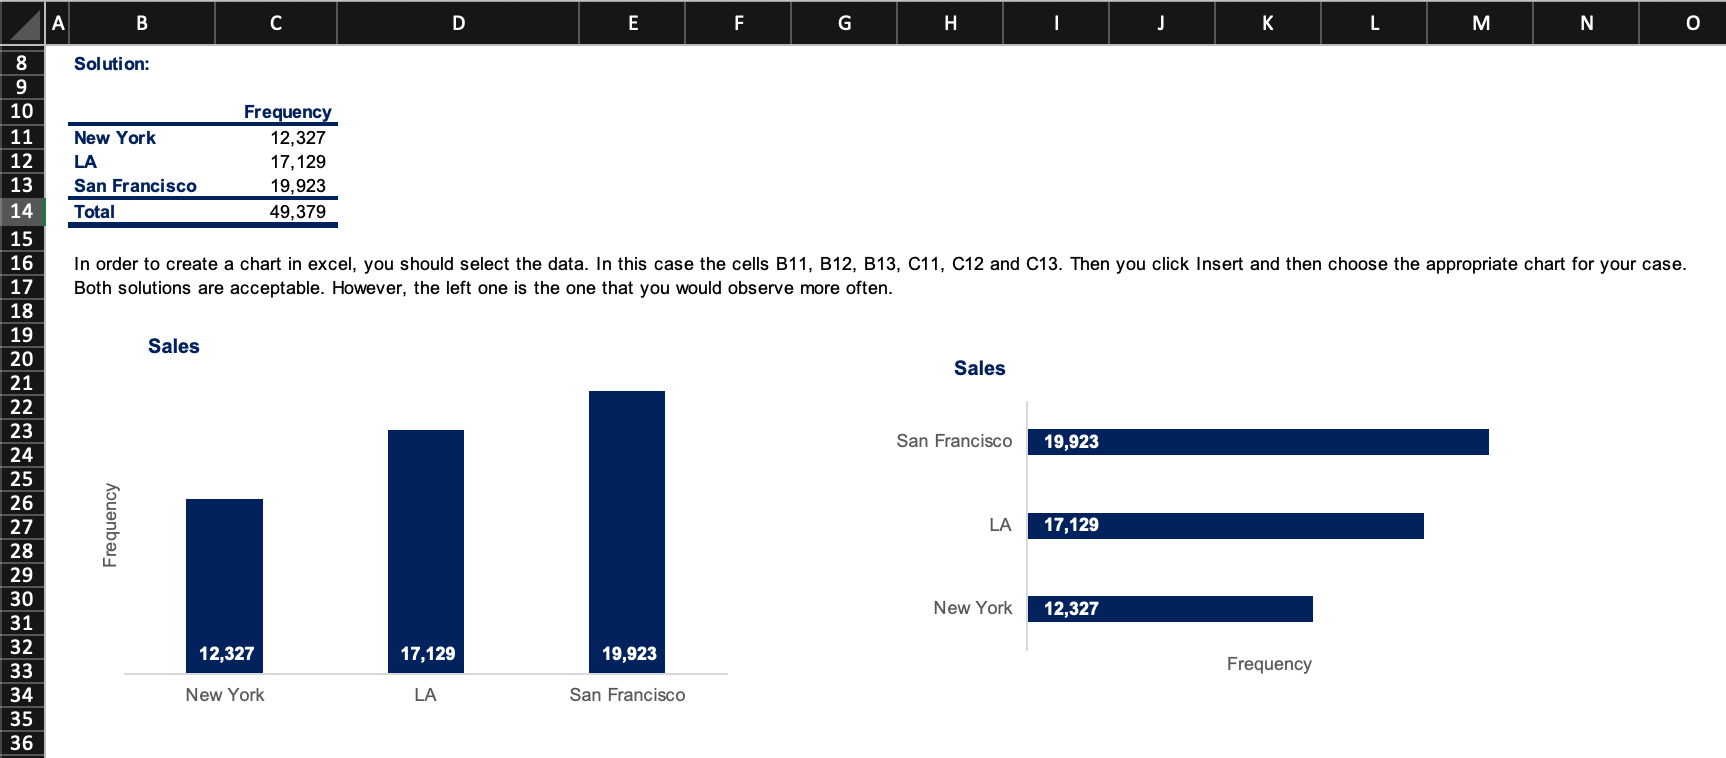 A B C D E F G H I J K L M N O
8 Solution:
9
10 Frequency
11 New York 12,327
12 LA 17,129
13 San Francisco 19,923
14 Total 49,379
15
16 In order to create a chart in excel, you should select the data. In this case the cells B11, B12, B13, C11, C12 and C13. Then you click Insert and then choose the appropriate chart for your case.
17 Both solutions are acceptable. However, the left one is the one that you would observe more often.
18
19
20
21
22
23
24
25
26
27
28
29
30
31
32
33
34
35
36
Sales
Frequency
12,327 17,129 19,923
New York LA San Francisco
Sales
San Francisco 19,923
LA 17,129
New York 12,327
Frequency